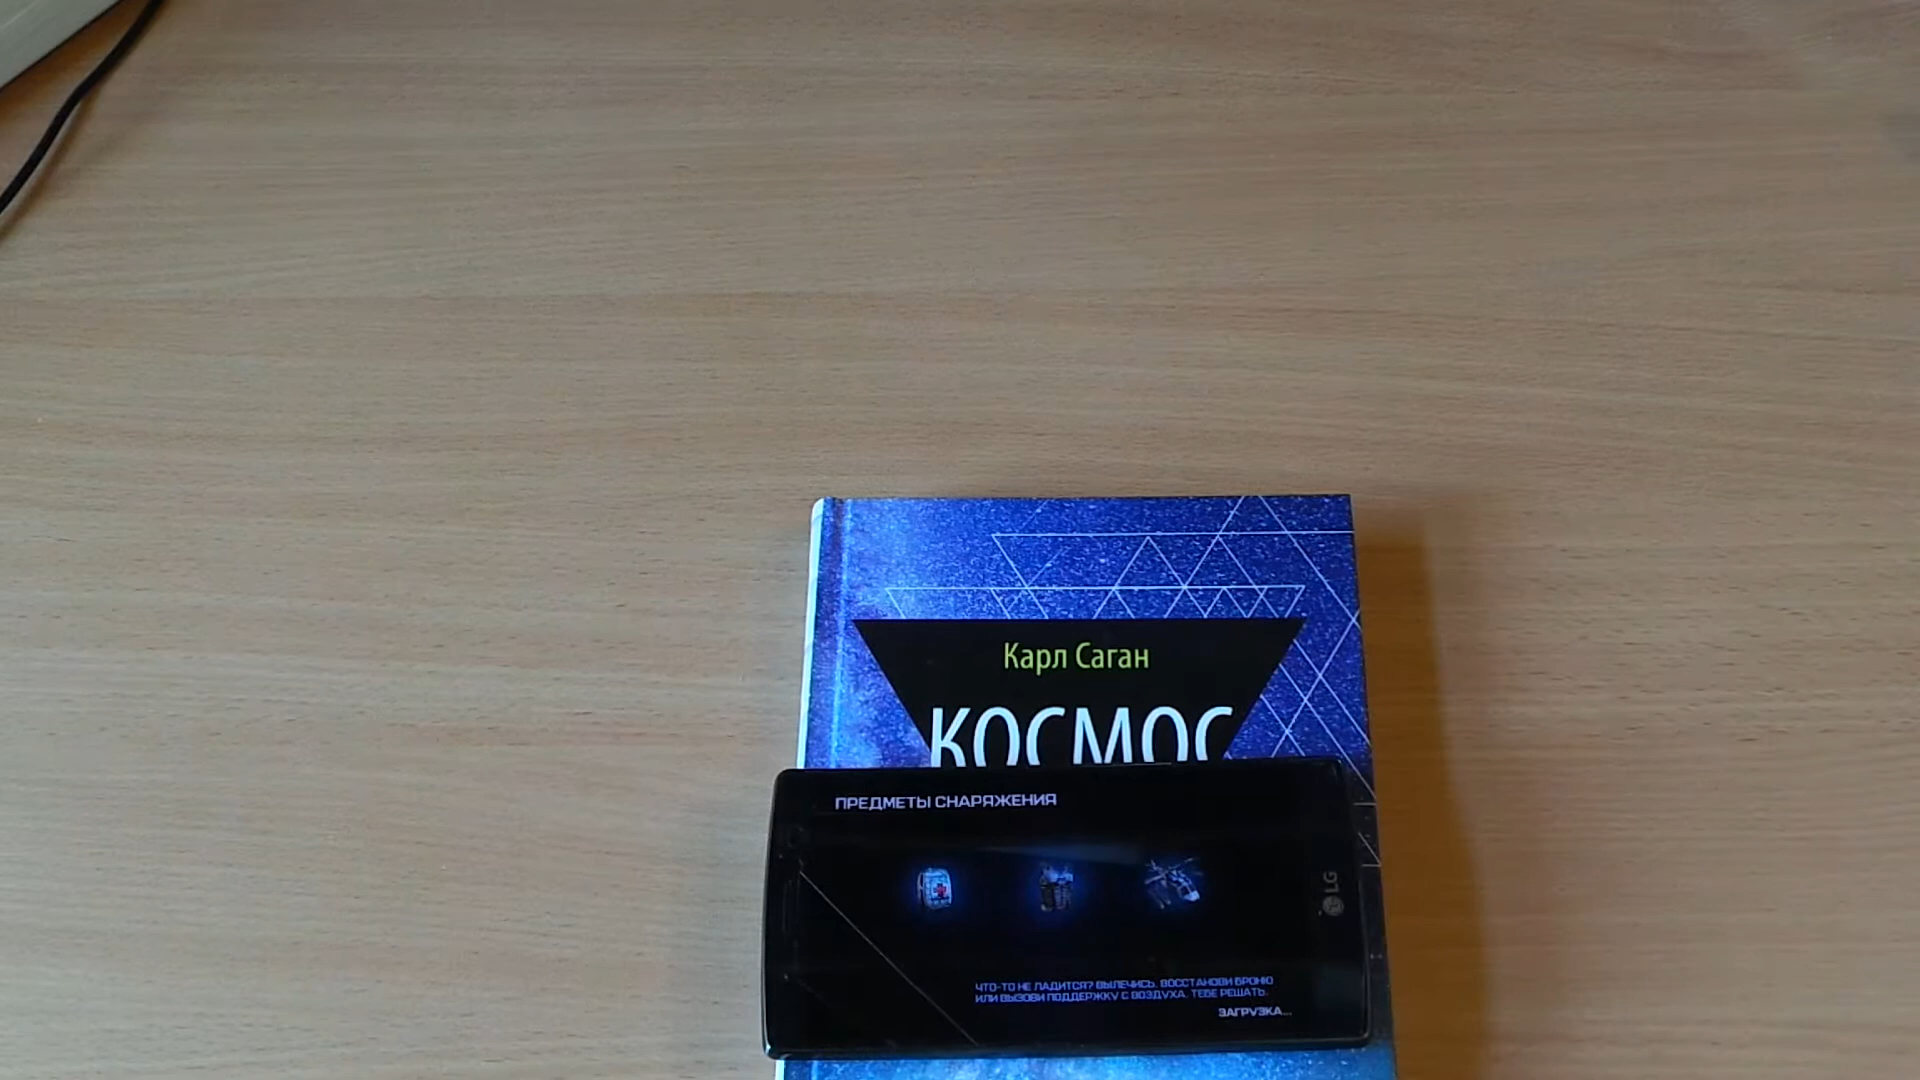 Карл Саган
КОСМОС
ПРЕДМЕТЫ СНАРЯЖЕНИЯ
LG
ЧТО-ТО НЕ ЛАДИТСЯ? ВЫЛЕЧИСЬ, ВОССТАНОВИ БРОНЮ
ИЛИ ВЫЗОВИ ПОДДЕРЖКУ С ВОЗДУХА. ТЕБЕ РЕШАТЬ.
ЗАГРУЗКА...